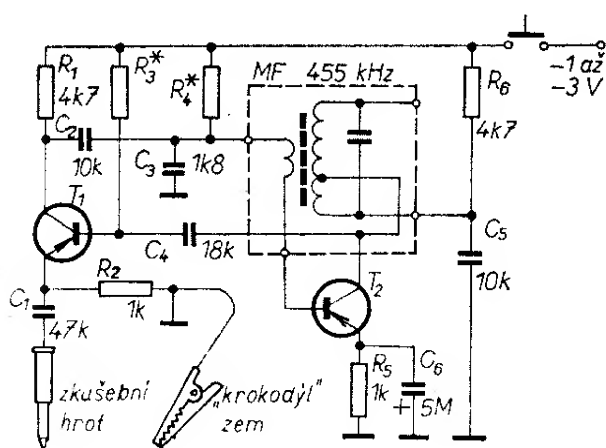 R1
4k7
R3*
R4*
MF 455 kHz
-1 až
-3 V
R6
4k7
C2
10k
C3
1k8
T1
C4
18k
C5
10k
T2
R2
1k
C1
47k
R5
1k
C6
+ 5M
zkušební
hrot
„krokodýl"
zem